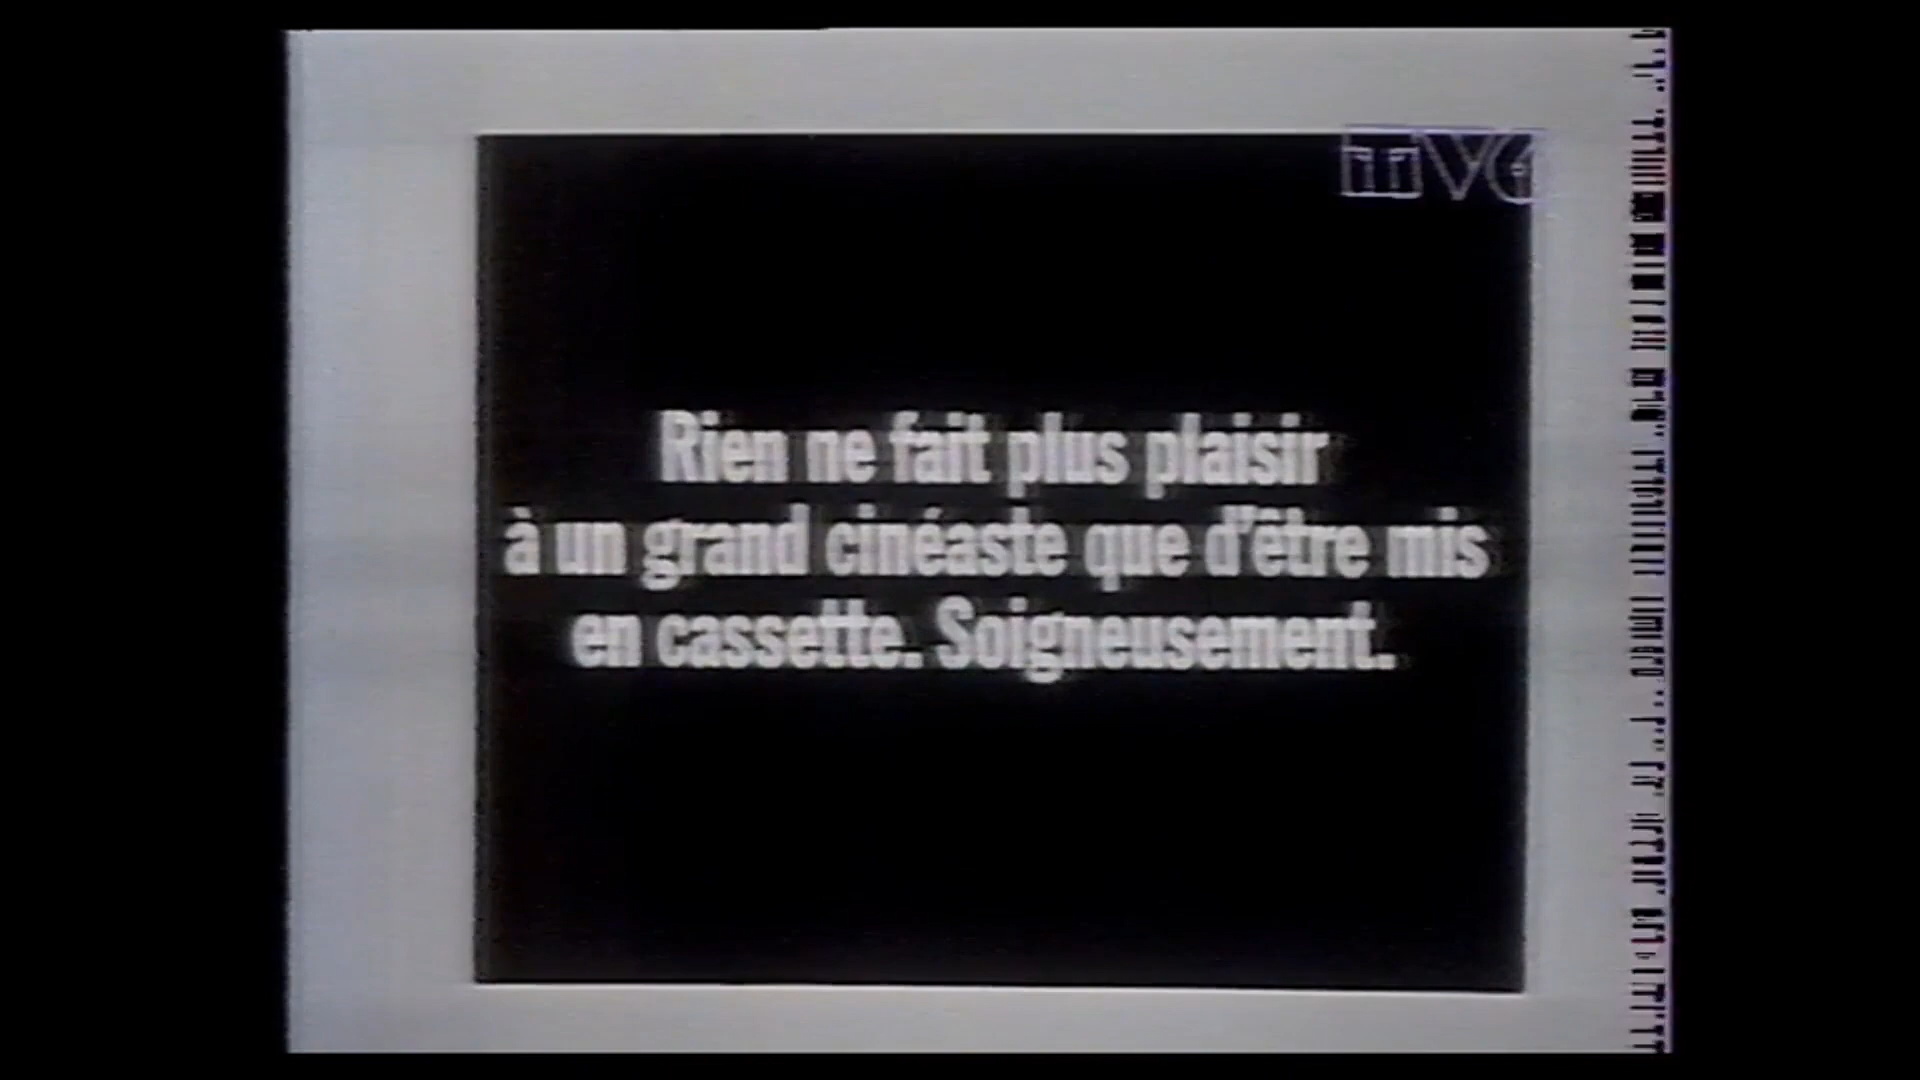 Rien ne fait plus plaisir
à un grand cinéaste que d'être mis
en cassette. Soigneusement.